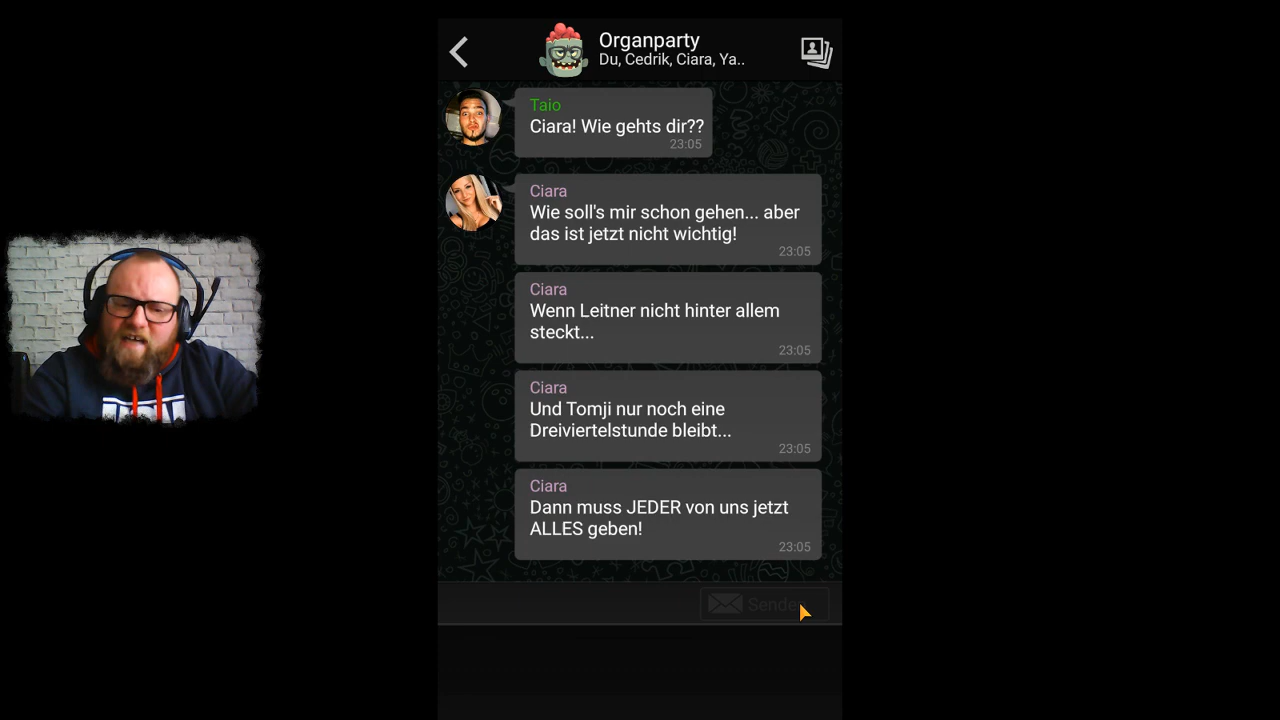 Organparty
Du, Cedrik, Ciara, Ya..
Taio
Ciara! Wie gehts dir??
23:05
Ciara
Wie soll's mir schon gehen... aber
das ist jetzt nicht wichtig!
23:05
Ciara
Wenn Leitner nicht hinter allem
steckt...
23:05
Ciara
Und Tomji nur noch eine
Dreiviertelstunde bleibt...
23:05
Ciara
Dann muss JEDER von uns jetzt
ALLES geben!
23:05
Senden